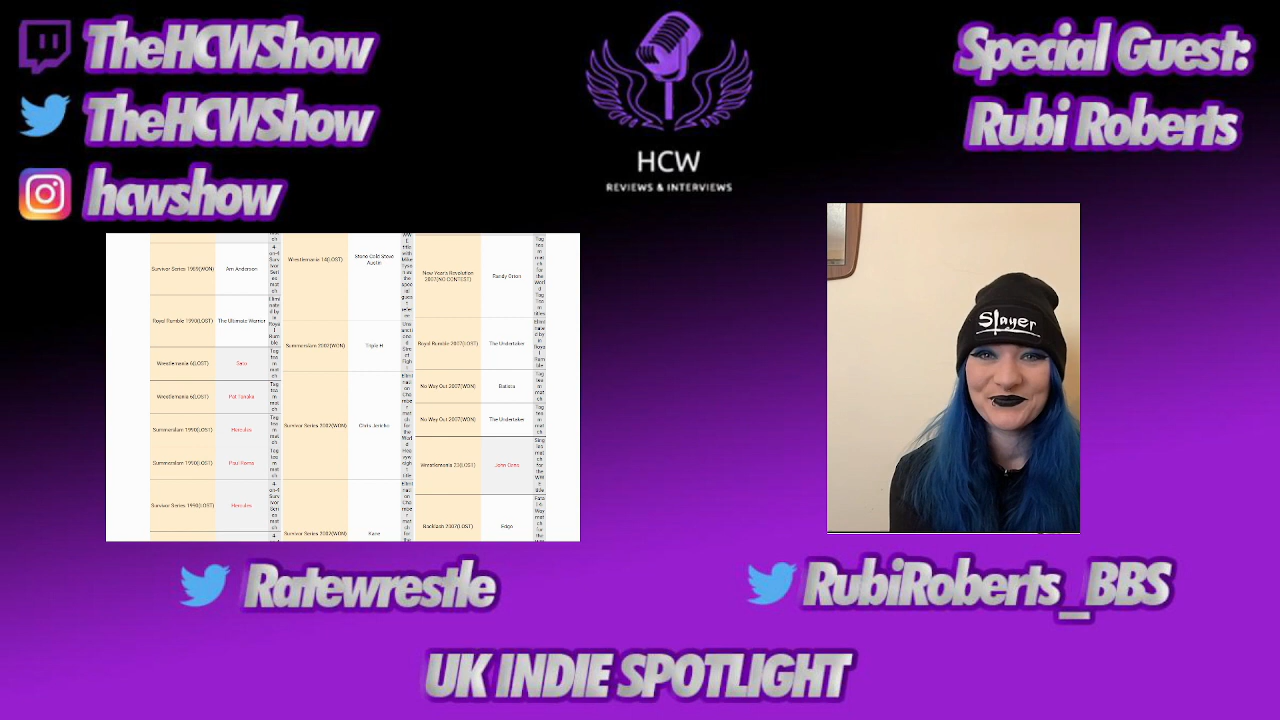 TheHCWShow
TheHCWShow
hcwshow
HCW
REVIEWS & INTERVIEWS
Special Guest:
Rubi Roberts
Survivor Series 1989(WON)
Arn Anderson
Royal Rumble 1990(LOST)
The Ultimate Warrior
Wrestlemania 6(LOST)
Sato
Wrestlemania 6(LOST)
Pat Tanaka
Summerslam 1990(LOST)
Hercules
Summerslam 1990(LOST)
Paul Roma
Survivor Series 1990(LOST)
Hercules
Wrestlemania 14(LOST)
Stone Cold Steve
Austin
Summerslam 2002(WON)
Triple H
Survivor Series 2002(WON)
Chris Jericho
Survivor Series 2002(WON)
Kane
New Year's Revolution
2007(NO CONTEST)
Randy Orton
Royal Rumble 2007(LOST)
The Undertaker
No Way Out 2007(WON)
Batista
No Way Out 2007(WON)
The Undertaker
Wrestlemania 23(LOST)
John Cena
Backlash 2007(LOST)
Edge
Slayer
Ratewrestle
RubiRoberts_BBS
UK INDIE SPOTLIGHT